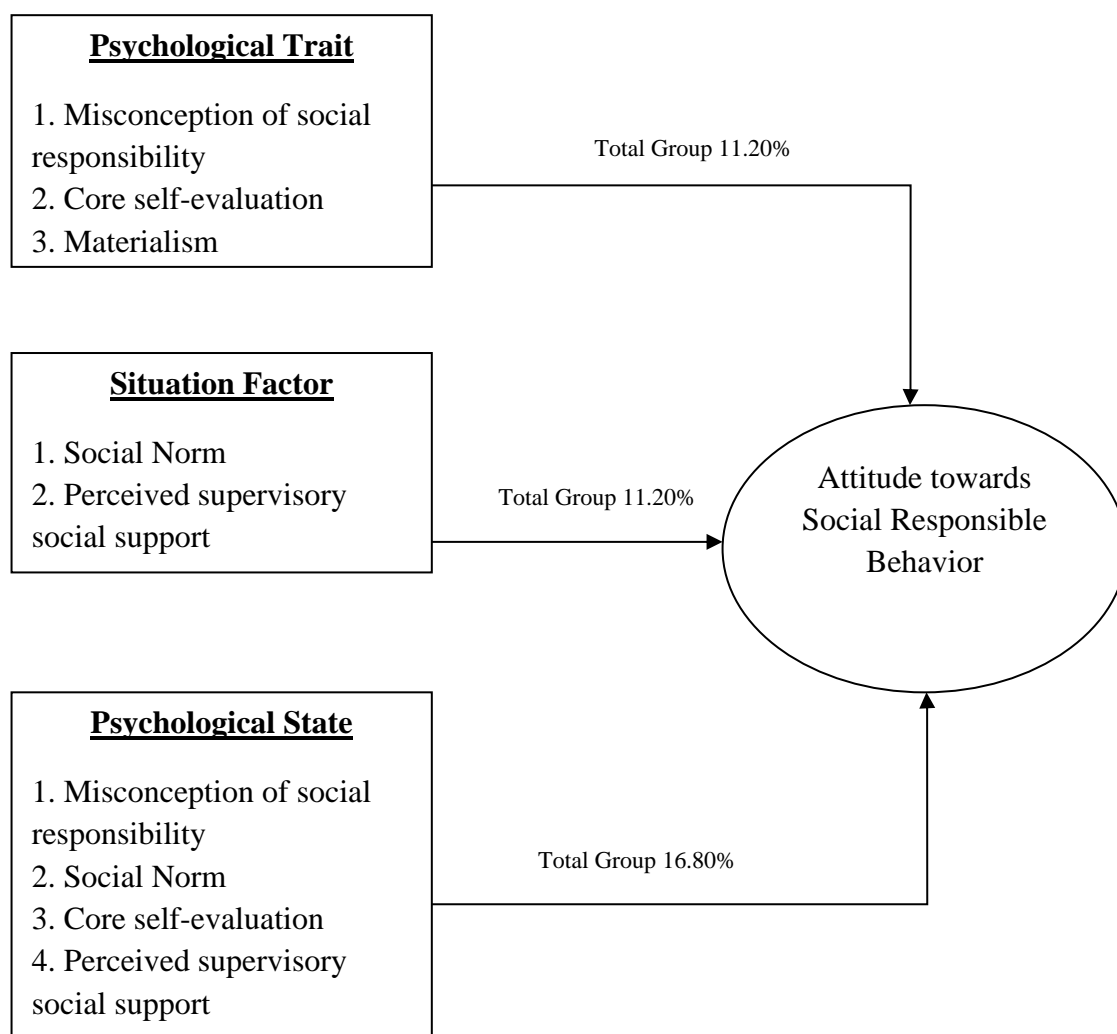 Psychological Trait
1. Misconception of social
responsibility
2. Core self-evaluation
3. Materialism
Total Group 11.20%
Situation Factor
1. Social Norm
2. Perceived supervisory
social support
Total Group 11.20%
Attitude towards
Social Responsible
Behavior
Psychological State
1. Misconception of social
responsibility
2. Social Norm
3. Core self-evaluation
4. Perceived supervisory
social support
Total Group 16.80%